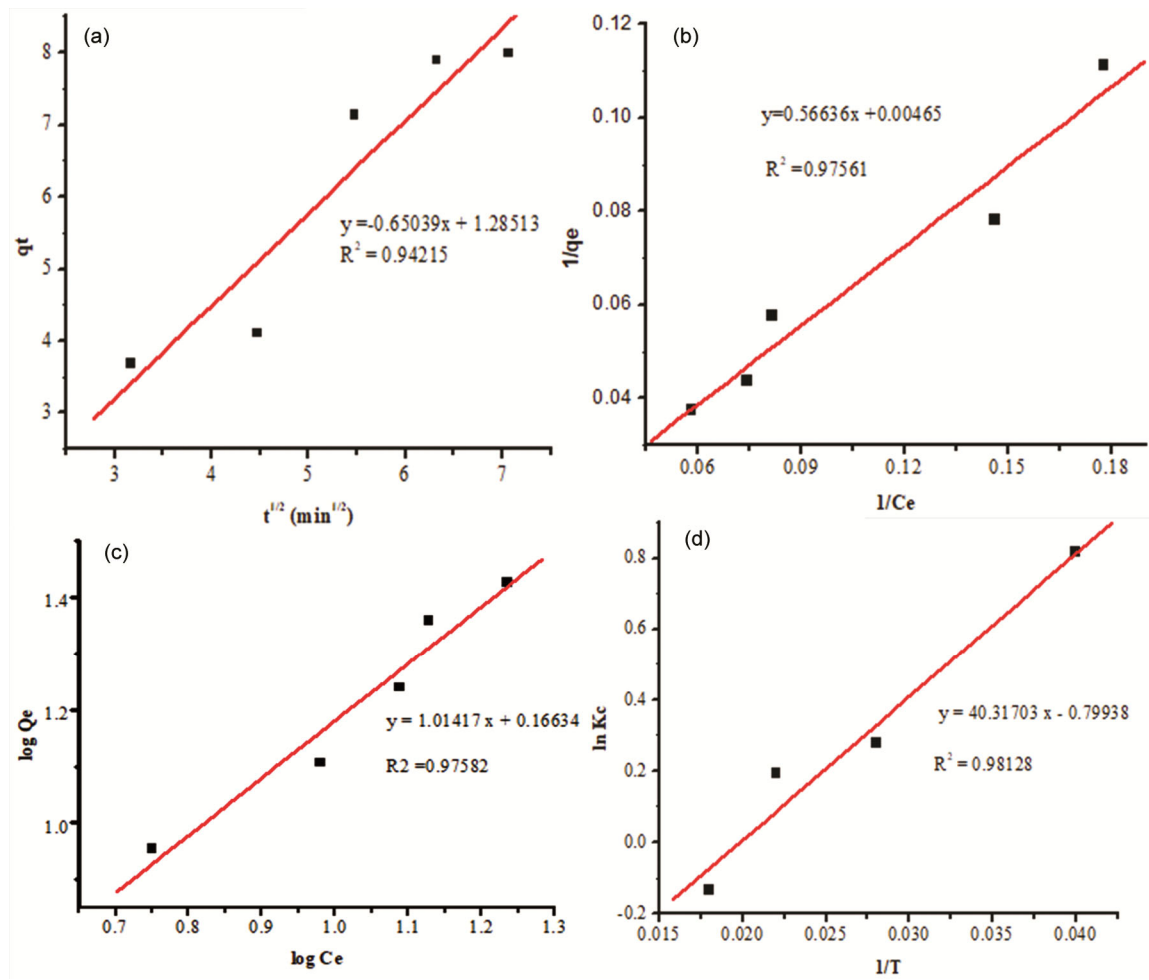 (a)
8
7
6
5
4
3
qt
y =-0.65039x + 1.28513
R² = 0.94215
3 4 5 6 7
t^1/2 (min^1/2)
(b)
0.12
0.10
0.08
0.06
0.04
1/qe
y=0.56636x +0.00465
R² =0.97561
0.06 0.09 0.12 0.15 0.18
1/Ce
(c)
1.4
1.2
1.0
log Qe
y = 1.01417 x + 0.16634
R2 =0.97582
0.7 0.8 0.9 1.0 1.1 1.2 1.3
log Ce
(d)
0.8
0.6
0.4
0.2
0.0
-0.2
ln Kc
y = 40.31703 x - 0.79938
R² = 0.98128
0.015 0.020 0.025 0.030 0.035 0.040
1/T